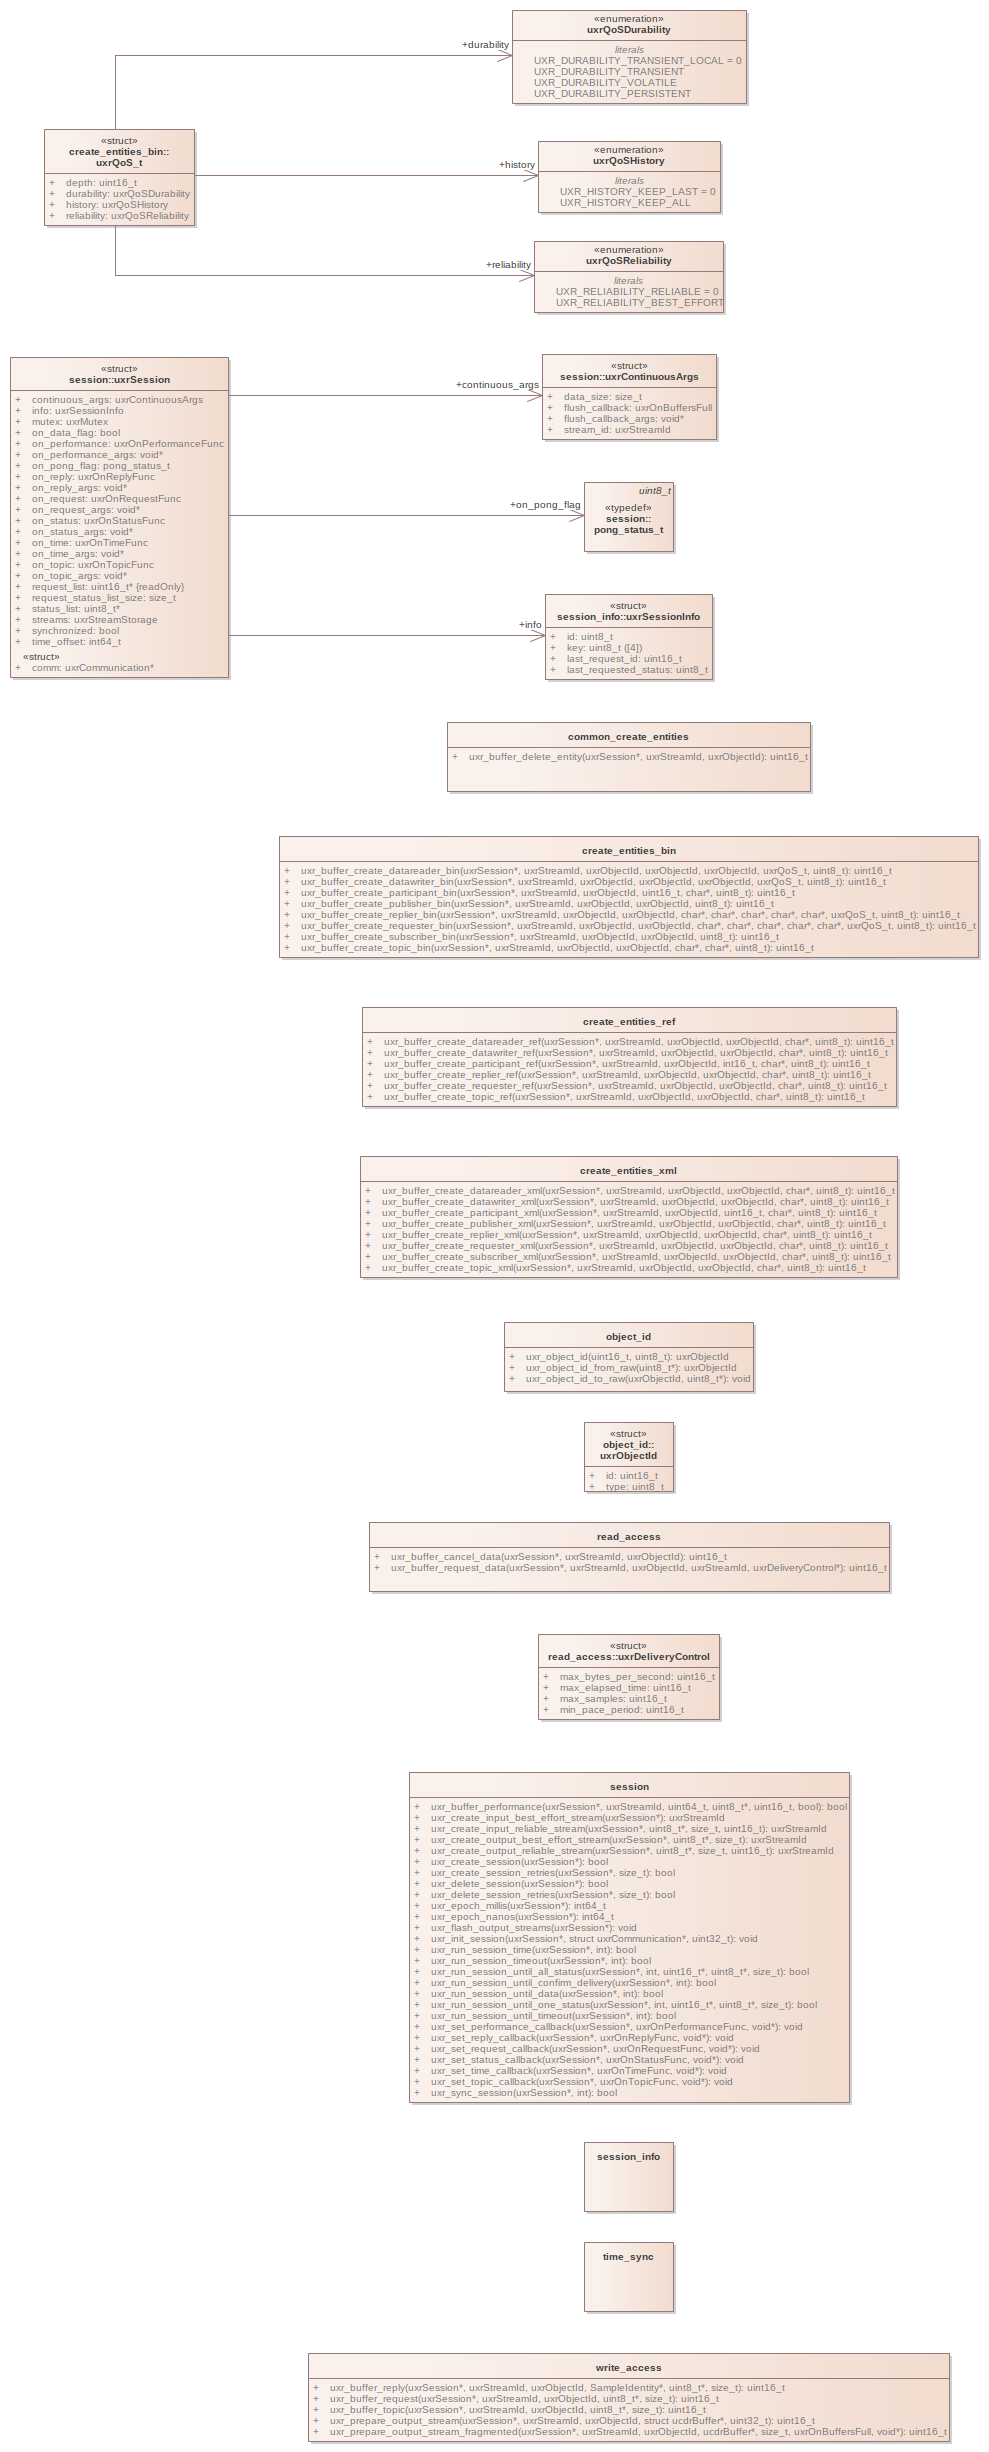 «enumeration»
uxrQoSDurability
literals
UXR_DURABILITY_TRANSIENT_LOCAL = 0
UXR_DURABILITY_TRANSIENT
UXR_DURABILITY_VOLATILE
UXR_DURABILITY_PERSISTENT
+durability
«struct»
create_entities_bin::
uxrQoS_t
+ depth: uint16_t
+ durability: uxrQoSDurability
+ history: uxrQoSHistory
+ reliability: uxrQoSReliability
+history
«enumeration»
uxrQoSHistory
literals
UXR_HISTORY_KEEP_LAST = 0
UXR_HISTORY_KEEP_ALL
+reliability
«enumeration»
uxrQoSReliability
literals
UXR_RELIABILITY_RELIABLE = 0
UXR_RELIABILITY_BEST_EFFORT
«struct»
session::uxrSession
+ continuous_args: uxrContinuousArgs
+ info: uxrSessionInfo
+ mutex: uxrMutex
+ on_data_flag: bool
+ on_performance: uxrOnPerformanceFunc
+ on_performance_args: void*
+ on_pong_flag: pong_status_t
+ on_reply: uxrOnReplyFunc
+ on_reply_args: void*
+ on_request: uxrOnRequestFunc
+ on_request_args: void*
+ on_status: uxrOnStatusFunc
+ on_status_args: void*
+ on_time: uxrOnTimeFunc
+ on_time_args: void*
+ on_topic: uxrOnTopicFunc
+ on_topic_args: void*
+ request_list: uint16_t* {readOnly}
+ request_status_list_size: size_t
+ status_list: uint8_t*
+ streams: uxrStreamStorage
+ synchronized: bool
+ time_offset: int64_t
«struct»
+ comm: uxrCommunication*
+continuous_args
«struct»
session::uxrContinuousArgs
+ data_size: size_t
+ flush_callback: uxrOnBuffersFull
+ flush_callback_args: void*
+ stream_id: uxrStreamId
+on_pong_flag
uint8_t
«typedef»
session::
pong_status_t
+info
«struct»
session_info::uxrSessionInfo
+ id: uint8_t
+ key: uint8_t ([4])
+ last_request_id: uint16_t
+ last_requested_status: uint8_t
common_create_entities
+ uxr_buffer_delete_entity(uxrSession*, uxrStreamId, uxrObjectId): uint16_t
create_entities_bin
+ uxr_buffer_create_datareader_bin(uxrSession*, uxrStreamId, uxrObjectId, uxrObjectId, uxrObjectId, uxrQoS_t, uint8_t): uint16_t
+ uxr_buffer_create_datawriter_bin(uxrSession*, uxrStreamId, uxrObjectId, uxrObjectId, uxrObjectId, uxrQoS_t, uint8_t): uint16_t
+ uxr_buffer_create_participant_bin(uxrSession*, uxrStreamId, uxrObjectId, uint16_t, char*, uint8_t): uint16_t
+ uxr_buffer_create_publisher_bin(uxrSession*, uxrStreamId, uxrObjectId, uxrObjectId, uint8_t): uint16_t
+ uxr_buffer_create_replier_bin(uxrSession*, uxrStreamId, uxrObjectId, uxrObjectId, char*, char*, char*, char*, char*, uxrQoS_t, uint8_t): uint16_t
+ uxr_buffer_create_requester_bin(uxrSession*, uxrStreamId, uxrObjectId, uxrObjectId, char*, char*, char*, char*, char*, uxrQoS_t, uint8_t): uint16_t
+ uxr_buffer_create_subscriber_bin(uxrSession*, uxrStreamId, uxrObjectId, uxrObjectId, uint8_t): uint16_t
+ uxr_buffer_create_topic_bin(uxrSession*, uxrStreamId, uxrObjectId, uxrObjectId, char*, char*, uint8_t): uint16_t
create_entities_ref
+ uxr_buffer_create_datareader_ref(uxrSession*, uxrStreamId, uxrObjectId, uxrObjectId, char*, uint8_t): uint16_t
+ uxr_buffer_create_datawriter_ref(uxrSession*, uxrStreamId, uxrObjectId, uxrObjectId, char*, uint8_t): uint16_t
+ uxr_buffer_create_participant_ref(uxrSession*, uxrStreamId, uxrObjectId, int16_t, char*, uint8_t): uint16_t
+ uxr_buffer_create_replier_ref(uxrSession*, uxrStreamId, uxrObjectId, uxrObjectId, char*, uint8_t): uint16_t
+ uxr_buffer_create_requester_ref(uxrSession*, uxrStreamId, uxrObjectId, uxrObjectId, char*, uint8_t): uint16_t
+ uxr_buffer_create_topic_ref(uxrSession*, uxrStreamId, uxrObjectId, uxrObjectId, char*, uint8_t): uint16_t
create_entities_xml
+ uxr_buffer_create_datareader_xml(uxrSession*, uxrStreamId, uxrObjectId, uxrObjectId, char*, uint8_t): uint16_t
+ uxr_buffer_create_datawriter_xml(uxrSession*, uxrStreamId, uxrObjectId, uxrObjectId, char*, uint8_t): uint16_t
+ uxr_buffer_create_participant_xml(uxrSession*, uxrStreamId, uxrObjectId, uint16_t, char*, uint8_t): uint16_t
+ uxr_buffer_create_publisher_xml(uxrSession*, uxrStreamId, uxrObjectId, uxrObjectId, char*, uint8_t): uint16_t
+ uxr_buffer_create_replier_xml(uxrSession*, uxrStreamId, uxrObjectId, uxrObjectId, char*, uint8_t): uint16_t
+ uxr_buffer_create_requester_xml(uxrSession*, uxrStreamId, uxrObjectId, uxrObjectId, char*, uint8_t): uint16_t
+ uxr_buffer_create_subscriber_xml(uxrSession*, uxrStreamId, uxrObjectId, uxrObjectId, char*, uint8_t): uint16_t
+ uxr_buffer_create_topic_xml(uxrSession*, uxrStreamId, uxrObjectId, uxrObjectId, char*, uint8_t): uint16_t
object_id
+ uxr_object_id(uint16_t, uint8_t): uxrObjectId
+ uxr_object_id_from_raw(uint8_t*): uxrObjectId
+ uxr_object_id_to_raw(uxrObjectId, uint8_t*): void
«struct»
object_id::
uxrObjectId
+ id: uint16_t
+ type: uint8_t
read_access
+ uxr_buffer_cancel_data(uxrSession*, uxrStreamId, uxrObjectId): uint16_t
+ uxr_buffer_request_data(uxrSession*, uxrStreamId, uxrObjectId, uxrStreamId, uxrDeliveryControl*): uint16_t
«struct»
read_access::uxrDeliveryControl
+ max_bytes_per_second: uint16_t
+ max_elapsed_time: uint16_t
+ max_samples: uint16_t
+ min_pace_period: uint16_t
session
+ uxr_buffer_performance(uxrSession*, uxrStreamId, uint64_t, uint8_t*, uint16_t, bool): bool
+ uxr_create_input_best_effort_stream(uxrSession*): uxrStreamId
+ uxr_create_input_reliable_stream(uxrSession*, uint8_t*, size_t, uint16_t): uxrStreamId
+ uxr_create_output_best_effort_stream(uxrSession*, uint8_t*, size_t): uxrStreamId
+ uxr_create_output_reliable_stream(uxrSession*, uint8_t*, size_t, uint16_t): uxrStreamId
+ uxr_create_session(uxrSession*): bool
+ uxr_create_session_retries(uxrSession*, size_t): bool
+ uxr_delete_session(uxrSession*): bool
+ uxr_delete_session_retries(uxrSession*, size_t): bool
+ uxr_epoch_millis(uxrSession*): int64_t
+ uxr_epoch_nanos(uxrSession*): int64_t
+ uxr_flash_output_streams(uxrSession*): void
+ uxr_init_session(uxrSession*, struct uxrCommunication*, uint32_t): void
+ uxr_run_session_time(uxrSession*, int): bool
+ uxr_run_session_timeout(uxrSession*, int): bool
+ uxr_run_session_until_all_status(uxrSession*, int, uint16_t*, uint8_t*, size_t): bool
+ uxr_run_session_until_confirm_delivery(uxrSession*, int): bool
+ uxr_run_session_until_data(uxrSession*, int): bool
+ uxr_run_session_until_one_status(uxrSession*, int, uint16_t*, uint8_t*, size_t): bool
+ uxr_run_session_until_timeout(uxrSession*, int): bool
+ uxr_set_performance_callback(uxrSession*, uxrOnPerformanceFunc, void*): void
+ uxr_set_reply_callback(uxrSession*, uxrOnReplyFunc, void*): void
+ uxr_set_request_callback(uxrSession*, uxrOnRequestFunc, void*): void
+ uxr_set_status_callback(uxrSession*, uxrOnStatusFunc, void*): void
+ uxr_set_time_callback(uxrSession*, uxrOnTimeFunc, void*): void
+ uxr_set_topic_callback(uxrSession*, uxrOnTopicFunc, void*): void
+ uxr_sync_session(uxrSession*, int): bool
session_info
time_sync
write_access
+ uxr_buffer_reply(uxrSession*, uxrStreamId, uxrObjectId, SampleIdentity*, uint8_t*, size_t): uint16_t
+ uxr_buffer_request(uxrSession*, uxrStreamId, uxrObjectId, uint8_t*, size_t): uint16_t
+ uxr_buffer_topic(uxrSession*, uxrStreamId, uxrObjectId, uint8_t*, size_t): uint16_t
+ uxr_prepare_output_stream(uxrSession*, uxrStreamId, uxrObjectId, struct ucdrBuffer*, uint32_t): uint16_t
+ uxr_prepare_output_stream_fragmented(uxrSession*, uxrStreamId, uxrObjectId, ucdrBuffer*, size_t, uxrOnBuffersFull, void*): uint16_t